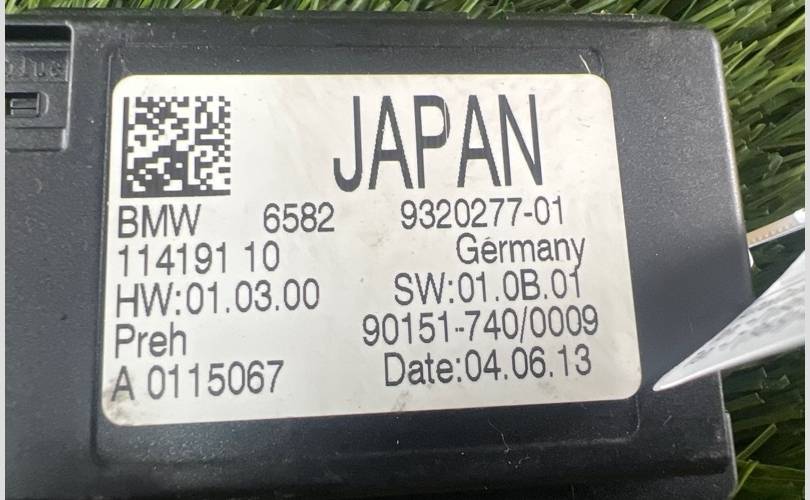 JAPAN
BMW 6582 9320277-01
114191 10 Germany
HW:01.03.00 SW:01.0B.01
Preh 90151-740/0009
A 0115067 Date:04.06.13